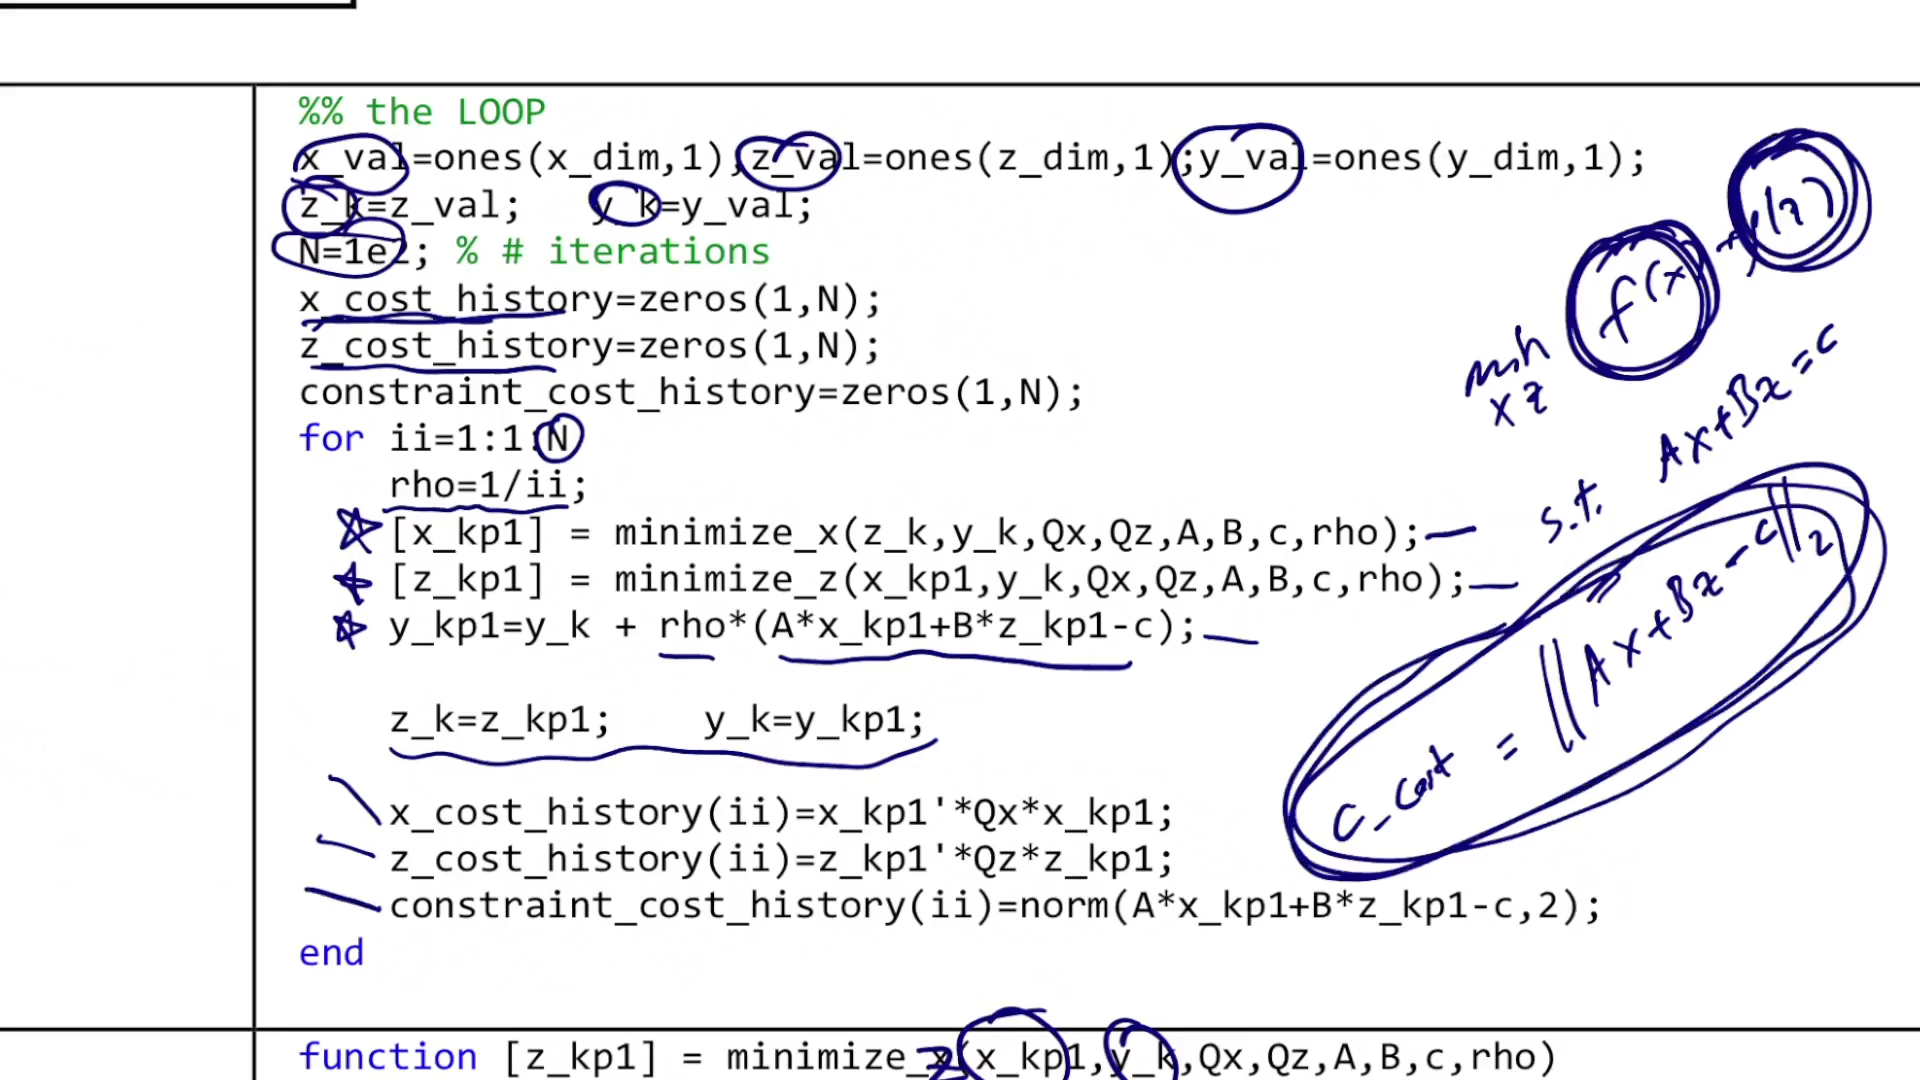 %% the LOOP
x_val=ones(x_dim,1);z_val=ones(z_dim,1);y_val=ones(y_dim,1);
z_k=z_val; y_k=y_val;
N=1e2; % # iterations
x_cost_history=zeros(1,N);
z_cost_history=zeros(1,N);
constraint_cost_history=zeros(1,N);
for ii=1:1:N
rho=1/ii;
[x_kp1] = minimize_x(z_k,y_k,Qx,Qz,A,B,c,rho);
[z_kp1] = minimize_z(x_kp1,y_k,Qx,Qz,A,B,c,rho);
y_kp1=y_k + rho*(A*x_kp1+B*z_kp1-c);
z_k=z_kp1; y_k=y_kp1;
x_cost_history(ii)=x_kp1'*Qx*x_kp1;
z_cost_history(ii)=z_kp1'*Qz*z_kp1;
constraint_cost_history(ii)=norm(A*x_kp1+B*z_kp1-c,2);
end
function [z_kp1] = minimize_z(x_kp1,y_k,Qx,Qz,A,B,c,rho)
min f(x) +
x z
s.t. Ax+Bz=c
C_cost = ||Ax+Bz-c||2